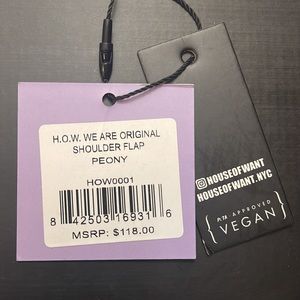 H.O.W. WE ARE ORIGINAL
SHOULDER FLAP
PEONY
HOW0001
8 42503 16931 6
MSRP: $118.00
HOUSEOFWANT
HOUSEOFWANT.NYC
PETA APPROVED
VEGAN